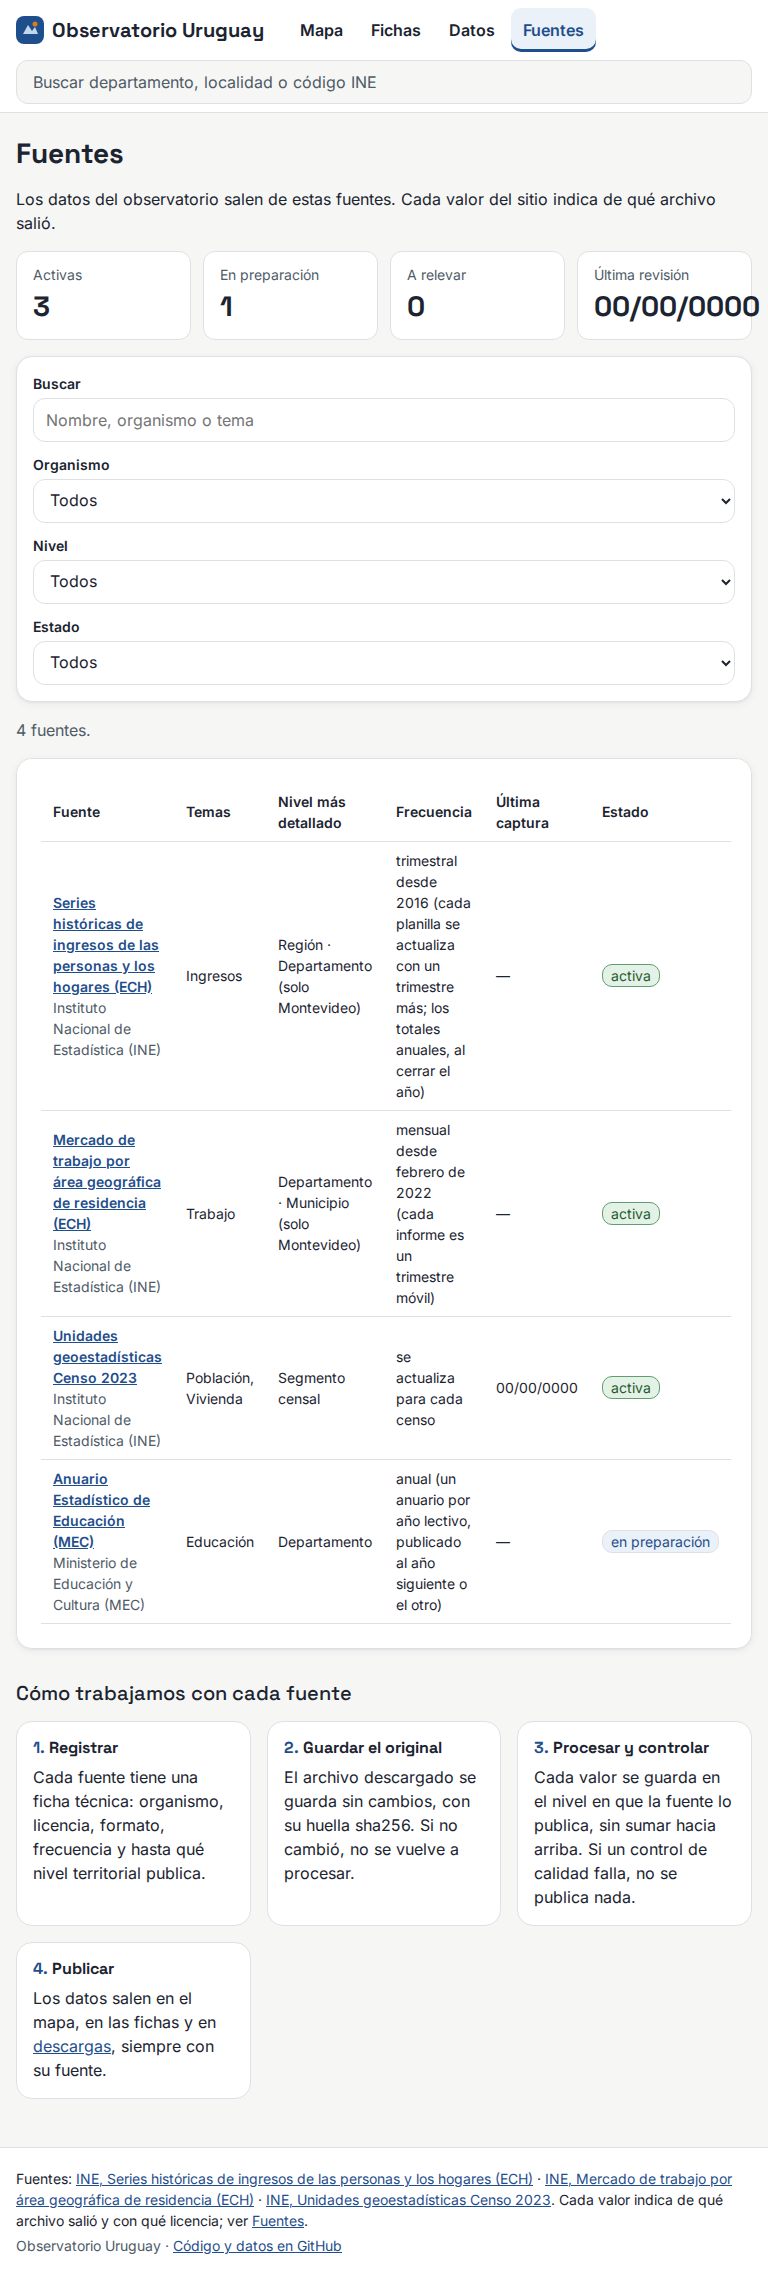 Observatorio Uruguay
Mapa
Fichas
Datos
Fuentes
Buscar departamento, localidad o código INE
Fuentes
Los datos del observatorio salen de estas fuentes. Cada valor del sitio indica de qué archivo
salió.
Activas
3
En preparación
1
A relevar
0
Última revisión
00/00/0000
Buscar
Nombre, organismo o tema
Organismo
Todos
Nivel
Todos
Estado
Todos
4 fuentes.
Fuente
Temas
Nivel más
detallado
Frecuencia
Última
captura
Estado
Series
históricas de
ingresos de las
personas y los
hogares (ECH)
Instituto
Nacional de
Estadística (INE)
Ingresos
Región ·
Departamento
(solo
Montevideo)
trimestral
desde
2016 (cada
planilla se
actualiza
con un
trimestre
más; los
totales
anuales, al
cerrar el
año)
—
activa
Mercado de
trabajo por
área geográfica
de residencia
(ECH)
Instituto
Nacional de
Estadística (INE)
Trabajo
Departamento
· Municipio
(solo
Montevideo)
mensual
desde
febrero de
2022
(cada
informe es
un
trimestre
móvil)
—
activa
Unidades
geoestadísticas
Censo 2023
Instituto
Nacional de
Estadística (INE)
Población,
Vivienda
Segmento
censal
se
actualiza
para cada
censo
00/00/0000
activa
Anuario
Estadístico de
Educación
(MEC)
Ministerio de
Educación y
Cultura (MEC)
Educación
Departamento
anual (un
anuario por
año lectivo,
publicado
al año
siguiente o
el otro)
—
en preparación
Cómo trabajamos con cada fuente
1. Registrar
Cada fuente tiene una
ficha técnica: organismo,
licencia, formato,
frecuencia y hasta qué
nivel territorial publica.
2. Guardar el original
El archivo descargado se
guarda sin cambios, con
su huella sha256. Si no
cambió, no se vuelve a
procesar.
3. Procesar y controlar
Cada valor se guarda en
el nivel en que la fuente lo
publica, sin sumar hacia
arriba. Si un control de
calidad falla, no se
publica nada.
4. Publicar
Los datos salen en el
mapa, en las fichas y en
descargas, siempre con
su fuente.
Fuentes: INE, Series históricas de ingresos de las personas y los hogares (ECH) · INE, Mercado de trabajo por
área geográfica de residencia (ECH) · INE, Unidades geoestadísticas Censo 2023. Cada valor indica de qué
archivo salió y con qué licencia; ver Fuentes.
Observatorio Uruguay · Código y datos en GitHub